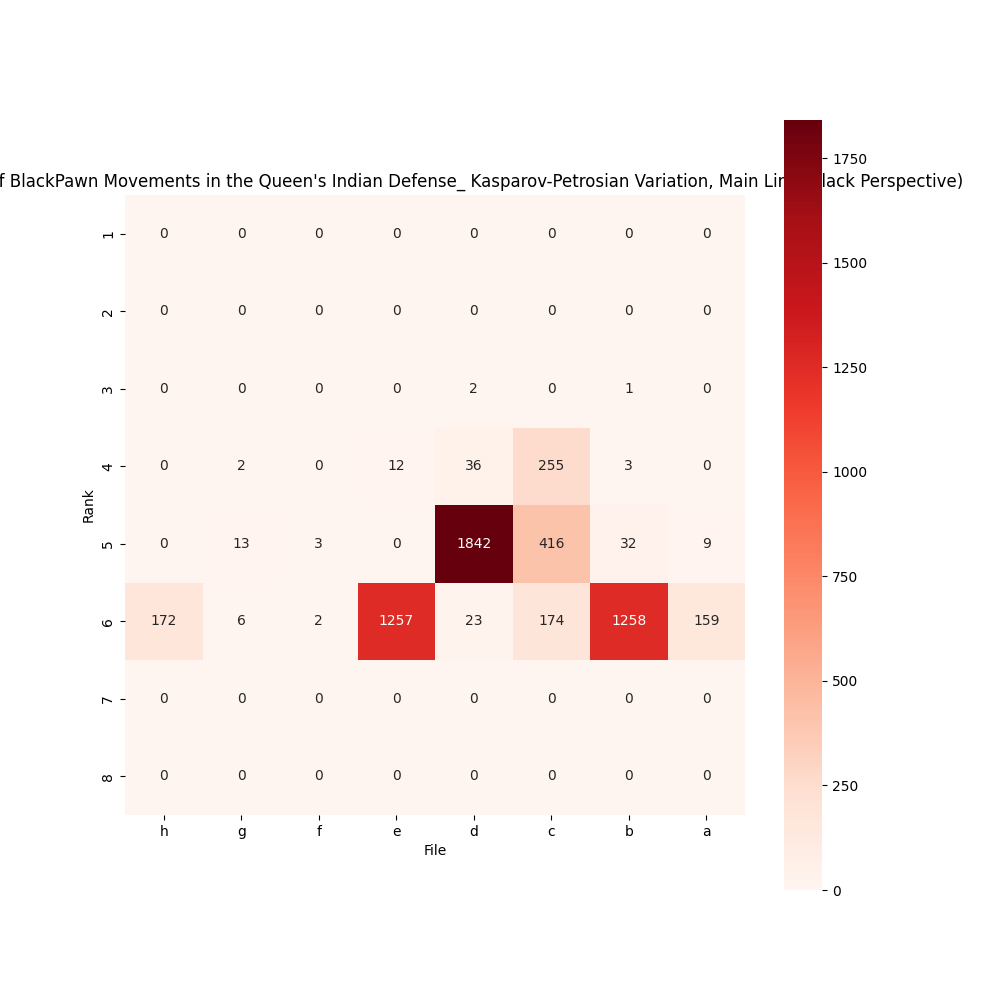 f BlackPawn Movements in the Queen's Indian Defense_ Kasparov-Petrosian Variation, Main Lin lack Perspective)
1750
1 0 0 0 0 0 0 0 0
1500
2 0 0 0 0 0 0 0 0
1250
3 0 0 0 0 2 0 1 0
1000
4 0 2 0 12 36 255 3 0
Rank
5 0 13 3 0 1842 416 32 9
750
6 172 6 2 1257 23 174 1258 159
500
7 0 0 0 0 0 0 0 0
250
8 0 0 0 0 0 0 0 0
h g f e d c b a
File
0